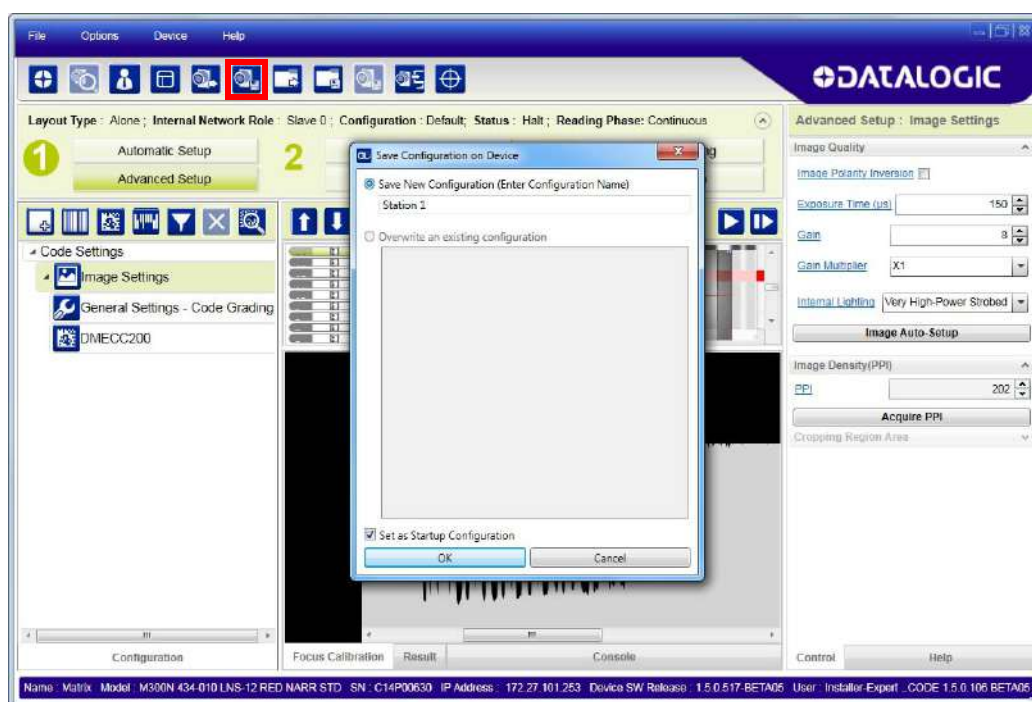 File Options Device Help
DATALOGIC
Layout Type : Alone ; Internal Network Role : Slave 0 ; Configuration : Default; Status : Halt ; Reading Phase: Continuous
1
Automatic Setup
Advanced Setup
2
g
Code Settings
Image Settings
General Settings - Code Grading
DMECC200
Configuration
Save Configuration on Device
Save New Configuration (Enter Configuration Name)
Station 1
Overwrite an existing configuration
Set as Startup Configuration
OK Cancel
Focus Calibration Result Console
Advanced Setup : Image Settings
Image Quality
Image Polarity Inversion
Exposure Time (µs) 150
Gain 8
Gain Multiplier X1
Internal Lighting Very High-Power Strobed
Image Auto-Setup
Image Density(PPI)
PPI 202
Acquire PPI
Cropping Region Area
Control Help
Name : Matrix Model : M300N 434-010 LNS-12 RED NARR STD SN : C14P00630 IP Address : 172.27.101.253 Device SW Release : 1.5.0.517-BETA05 User : Installer-Expert _CODE 1.5.0.106 BETA05